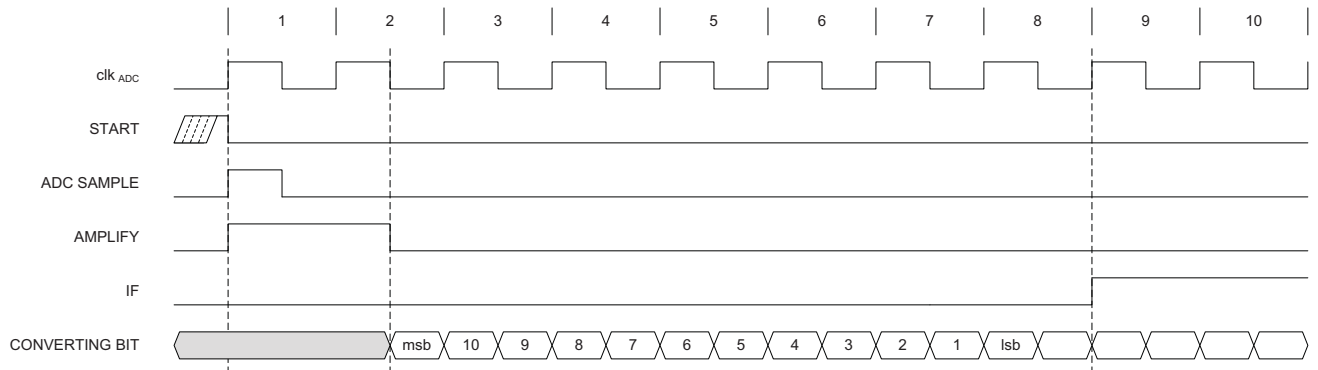 1 2 3 4 5 6 7 8 9 10
clk ADC
START
ADC SAMPLE
AMPLIFY
IF
CONVERTING BIT msb 10 9 8 7 6 5 4 3 2 1 lsb